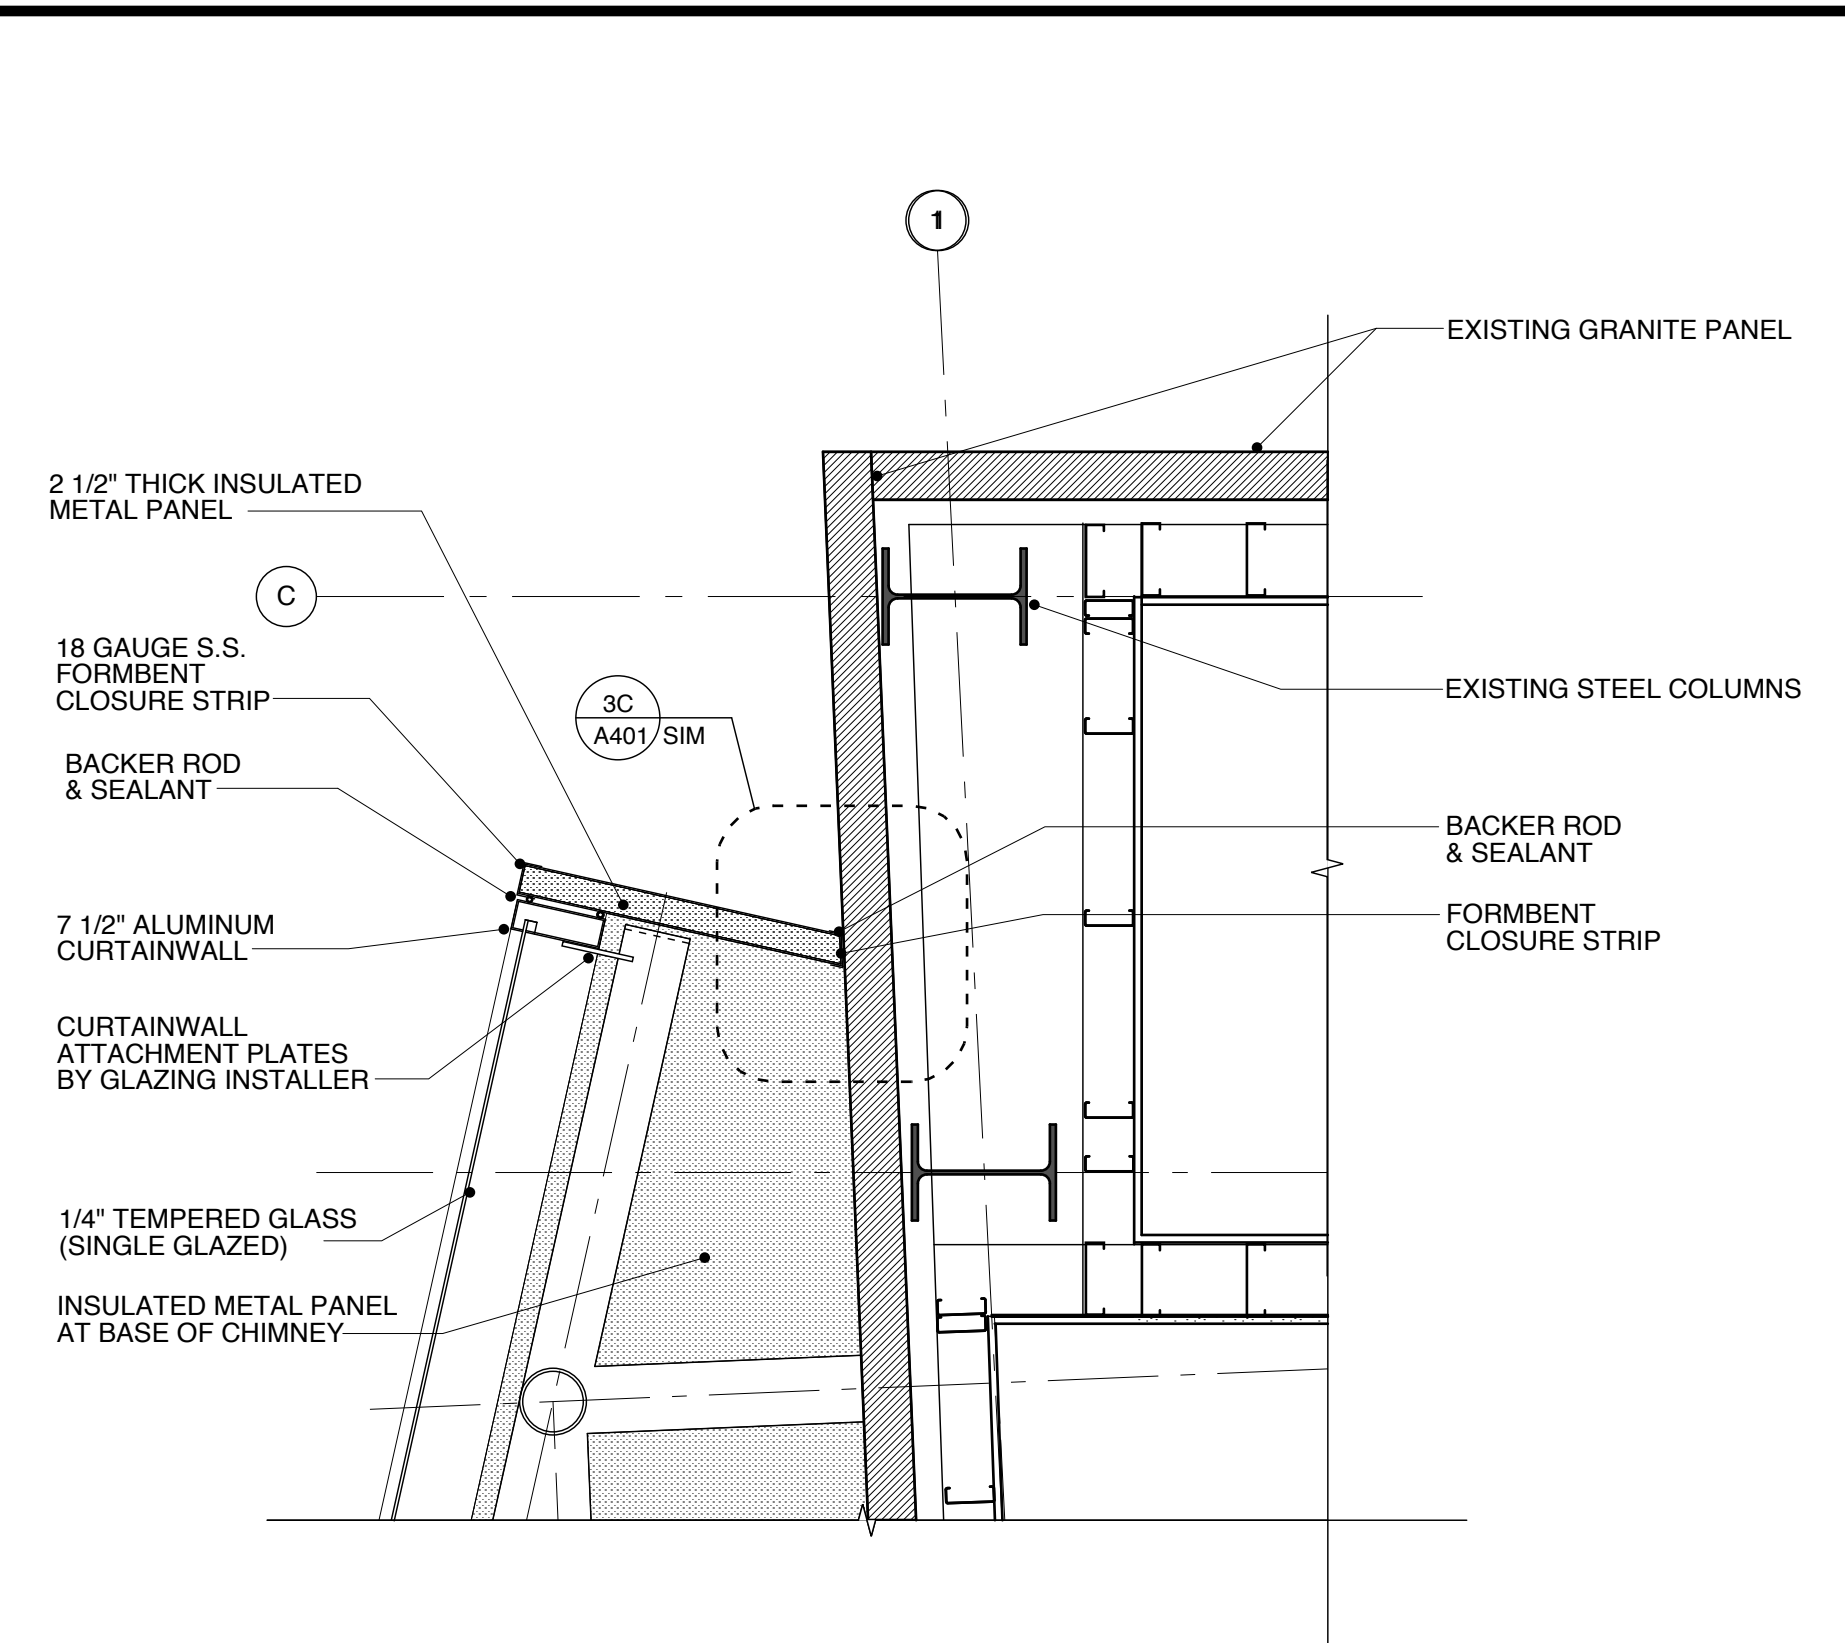 1
EXISTING GRANITE PANEL
2 1/2" THICK INSULATED
METAL PANEL
C
18 GAUGE S.S.
FORMBENT
CLOSURE STRIP
3C
A401 SIM
EXISTING STEEL COLUMNS
BACKER ROD
& SEALANT
BACKER ROD
& SEALANT
7 1/2" ALUMINUM
CURTAINWALL
FORMBENT
CLOSURE STRIP
CURTAINWALL
ATTACHMENT PLATES
BY GLAZING INSTALLER
1/4" TEMPERED GLASS
(SINGLE GLAZED)
INSULATED METAL PANEL
AT BASE OF CHIMNEY